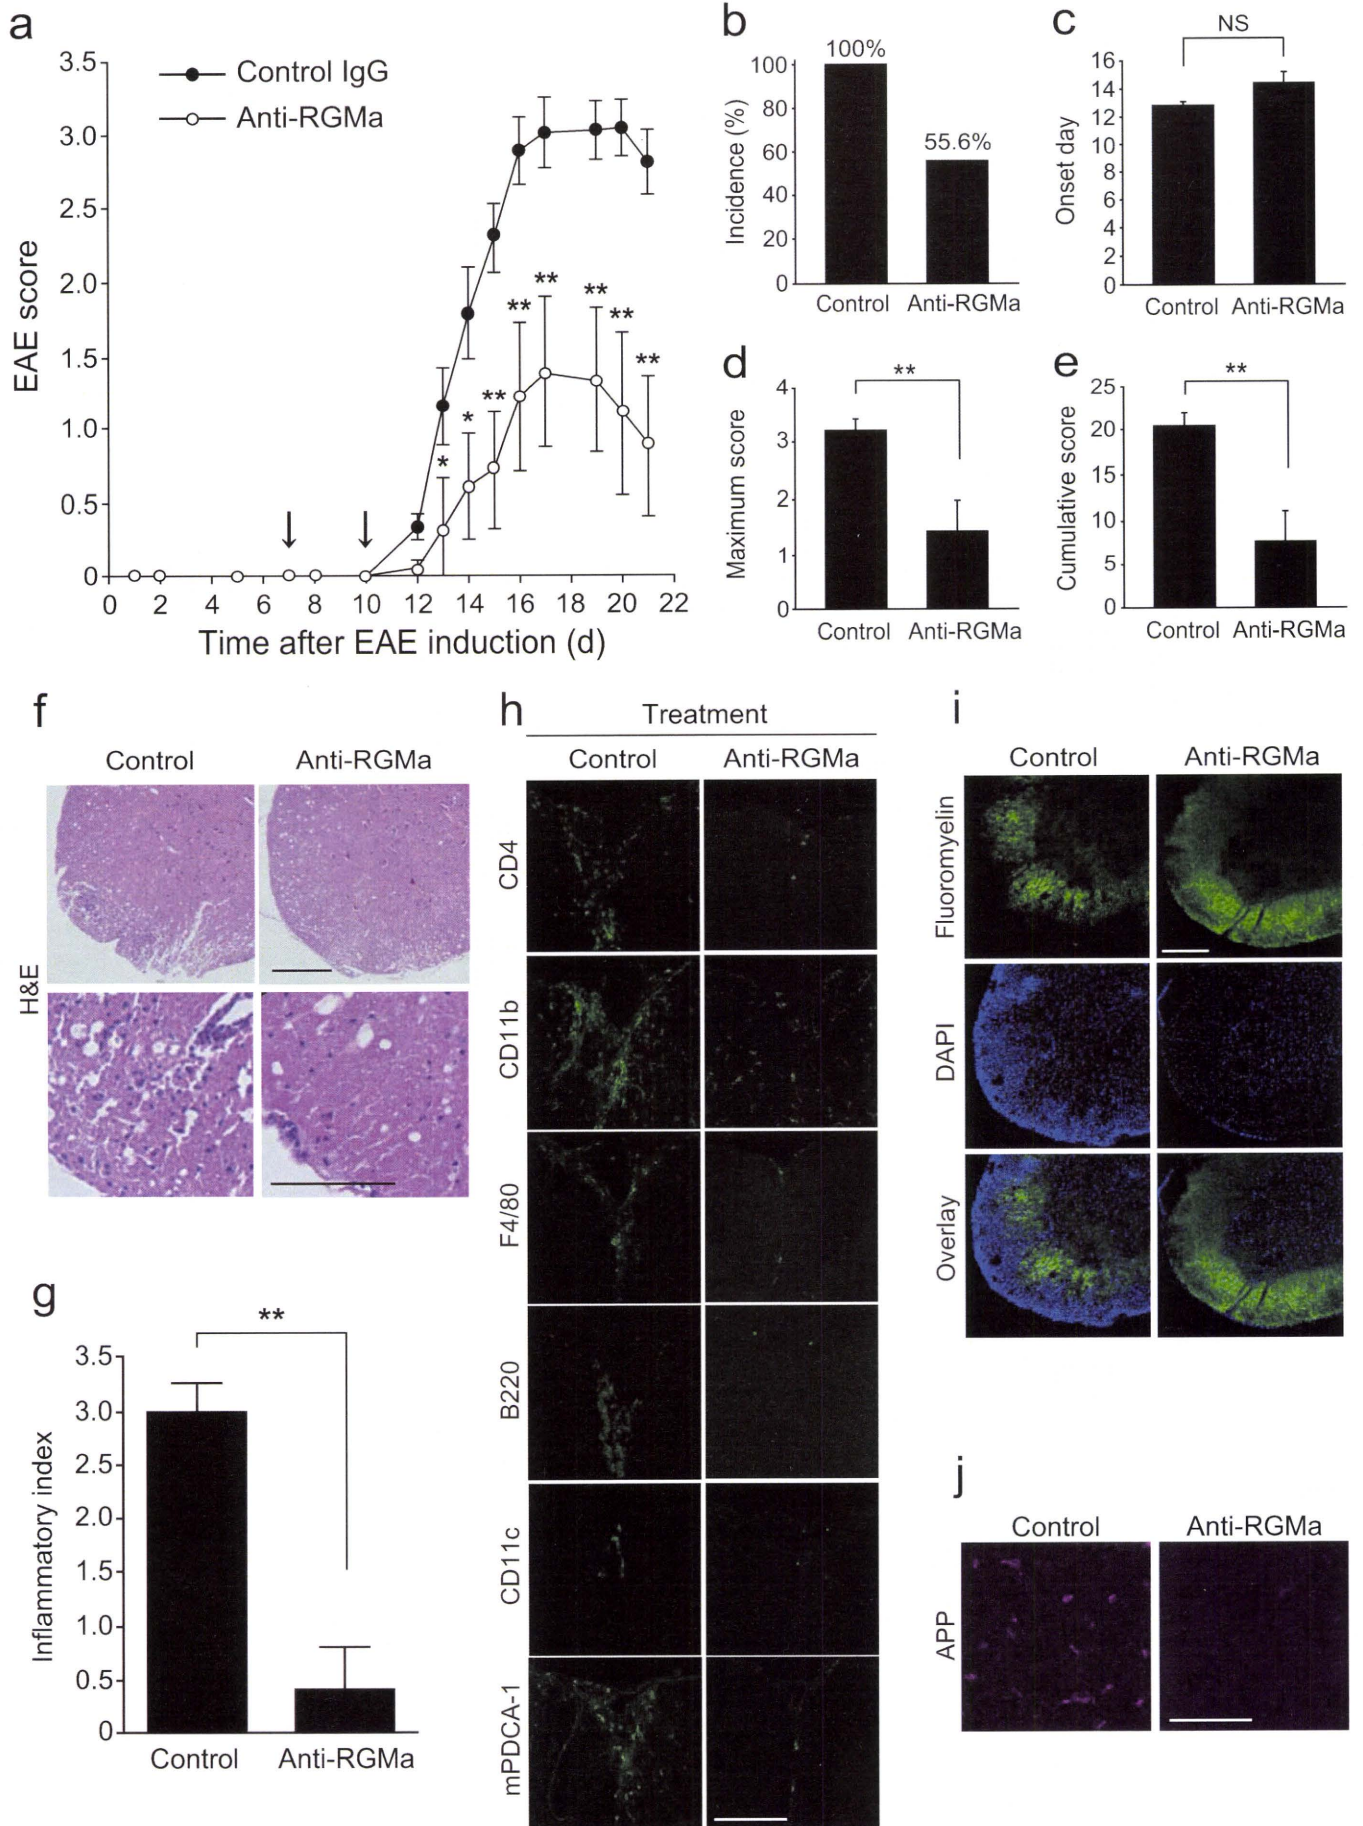 a
3.5
3.0
2.5
2.0
1.5
1.0
0.5
0
EAE score
Control IgG
Anti-RGMa
*
*
**
**
**
**
**
**
0 2 4 6 8 10 12 14 16 18 20 22
Time after EAE induction (d)
b
100%
55.6%
100
80
60
40
20
0
Incidence (%)
Control Anti-RGMa
c
NS
16
14
12
10
8
6
4
2
0
Onset day
Control Anti-RGMa
d
**
4
3
2
1
0
Maximum score
Control Anti-RGMa
e
**
25
20
15
10
5
0
Cumulative score
Control Anti-RGMa
f
Control Anti-RGMa
H&E
g
**
3.5
3.0
2.5
2.0
1.5
1.0
0.5
0
Inflammatory index
Control Anti-RGMa
h
Treatment
Control Anti-RGMa
CD4
CD11b
F4/80
B220
CD11c
mPDCA-1
i
Control Anti-RGMa
Fluoromyelin
DAPI
Overlay
j
Control Anti-RGMa
APP